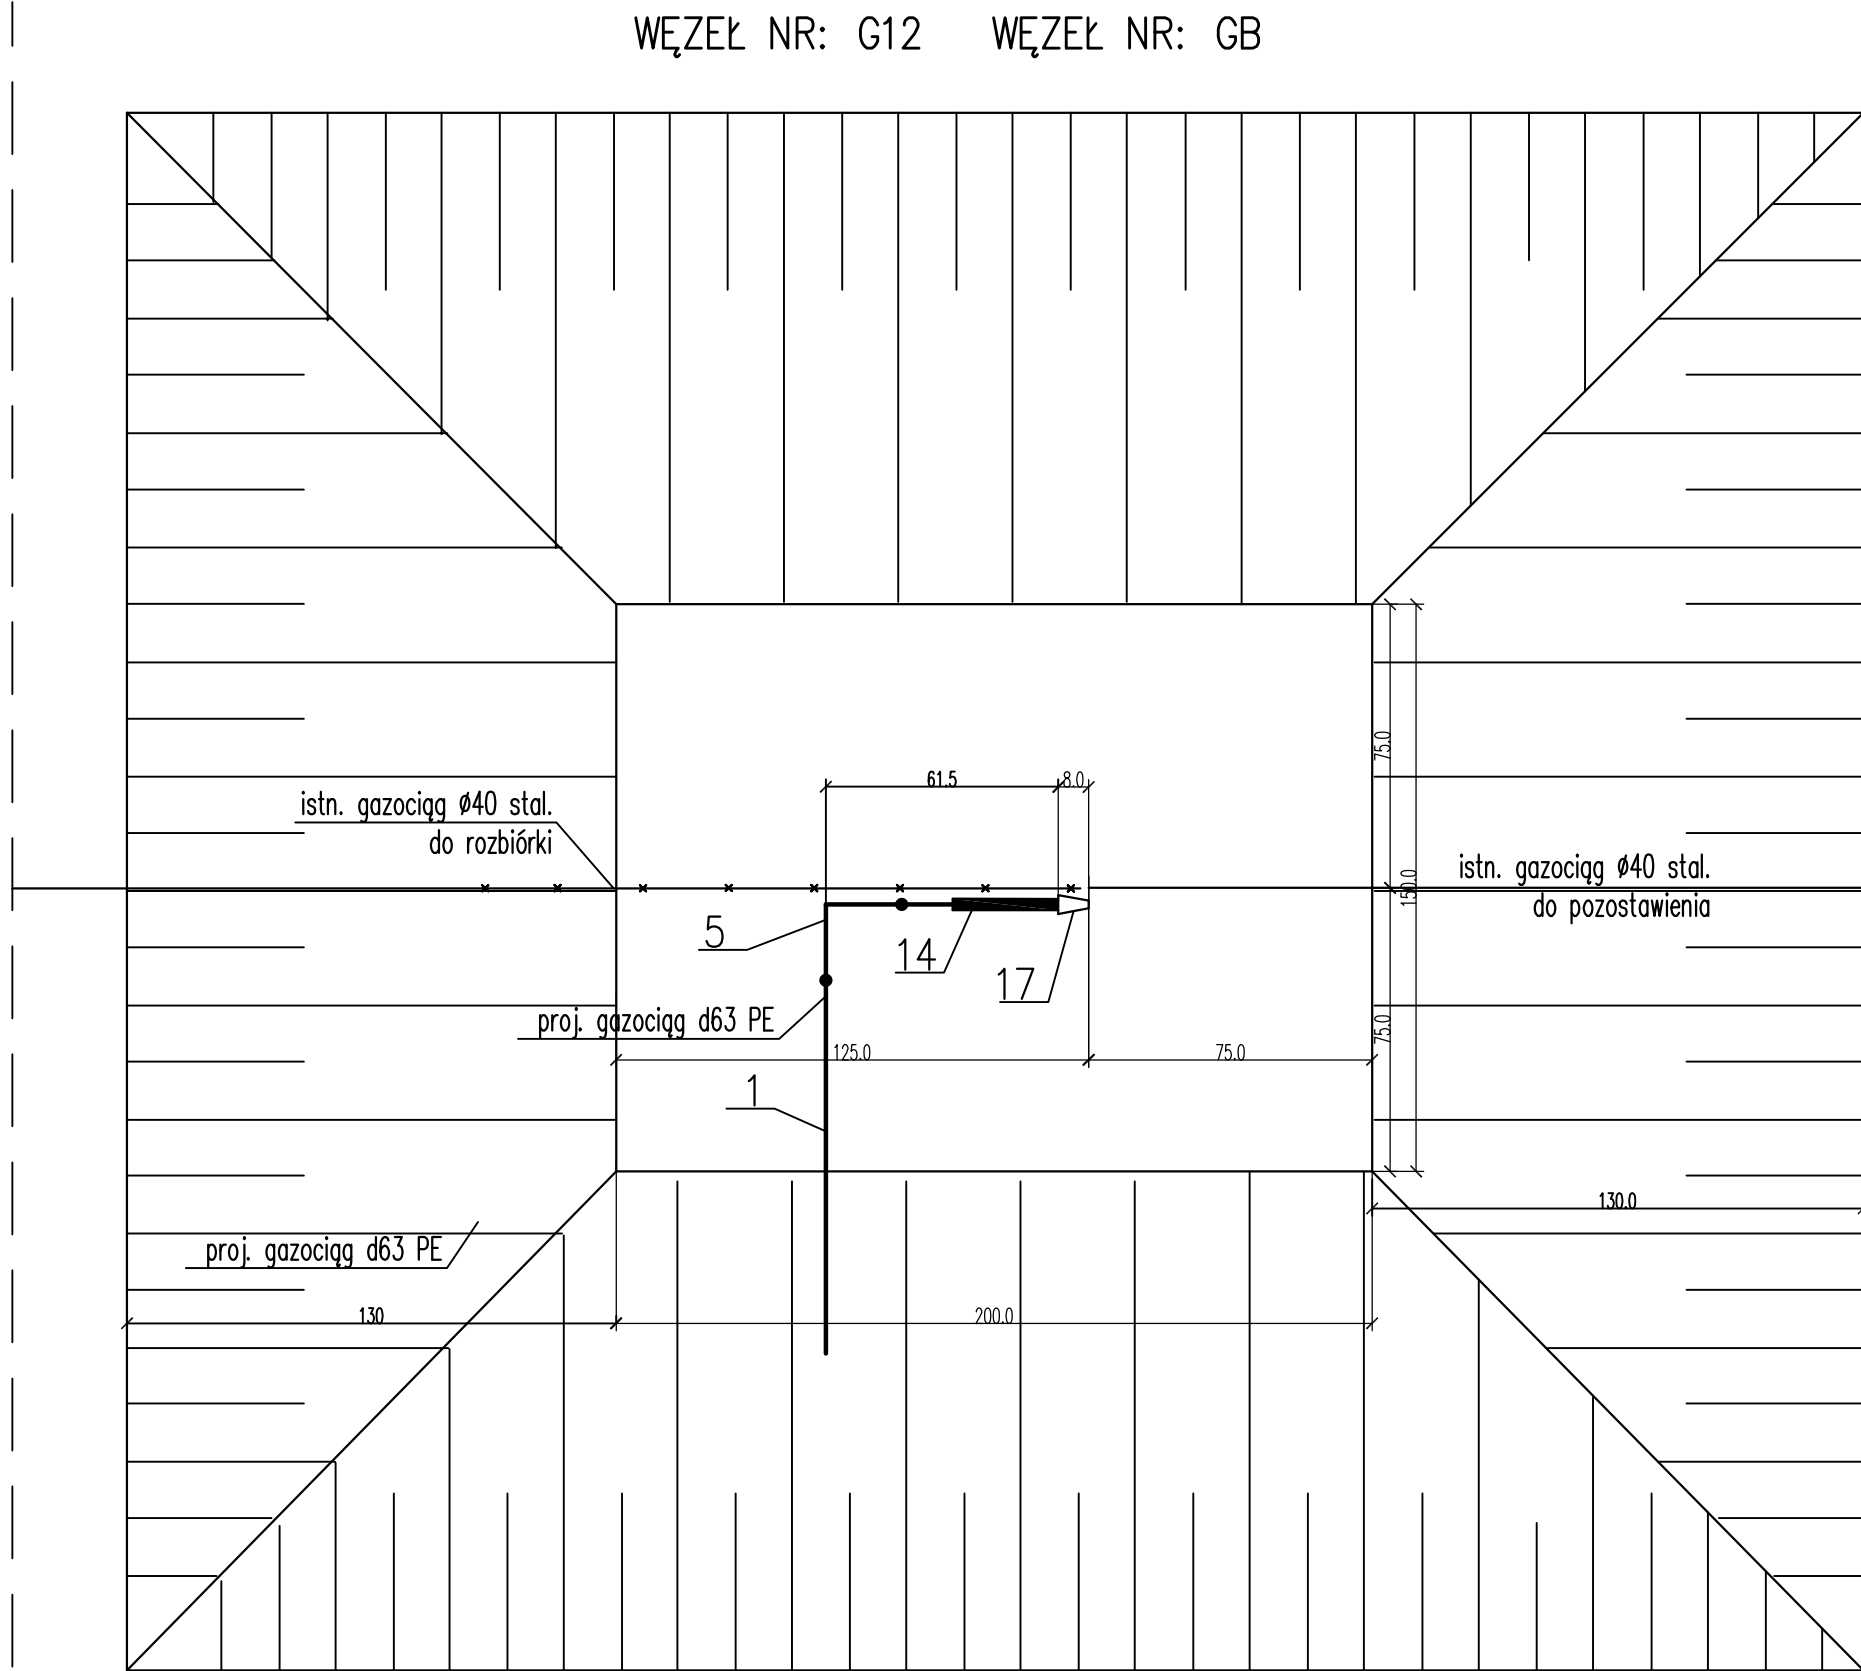 WĘZEŁ NR: G12 WĘZEŁ NR: GB
75.0
61.5
8.0
istn. gazociąg ø40 stal.
do rozbiórki
istn. gazociąg ø40 stal.
do pozostawienia
150.0
5
14
17
proj. gazociąg d63 PE
75.0
125.0
75.0
1
130.0
proj. gazociąg d63 PE
130
200.0